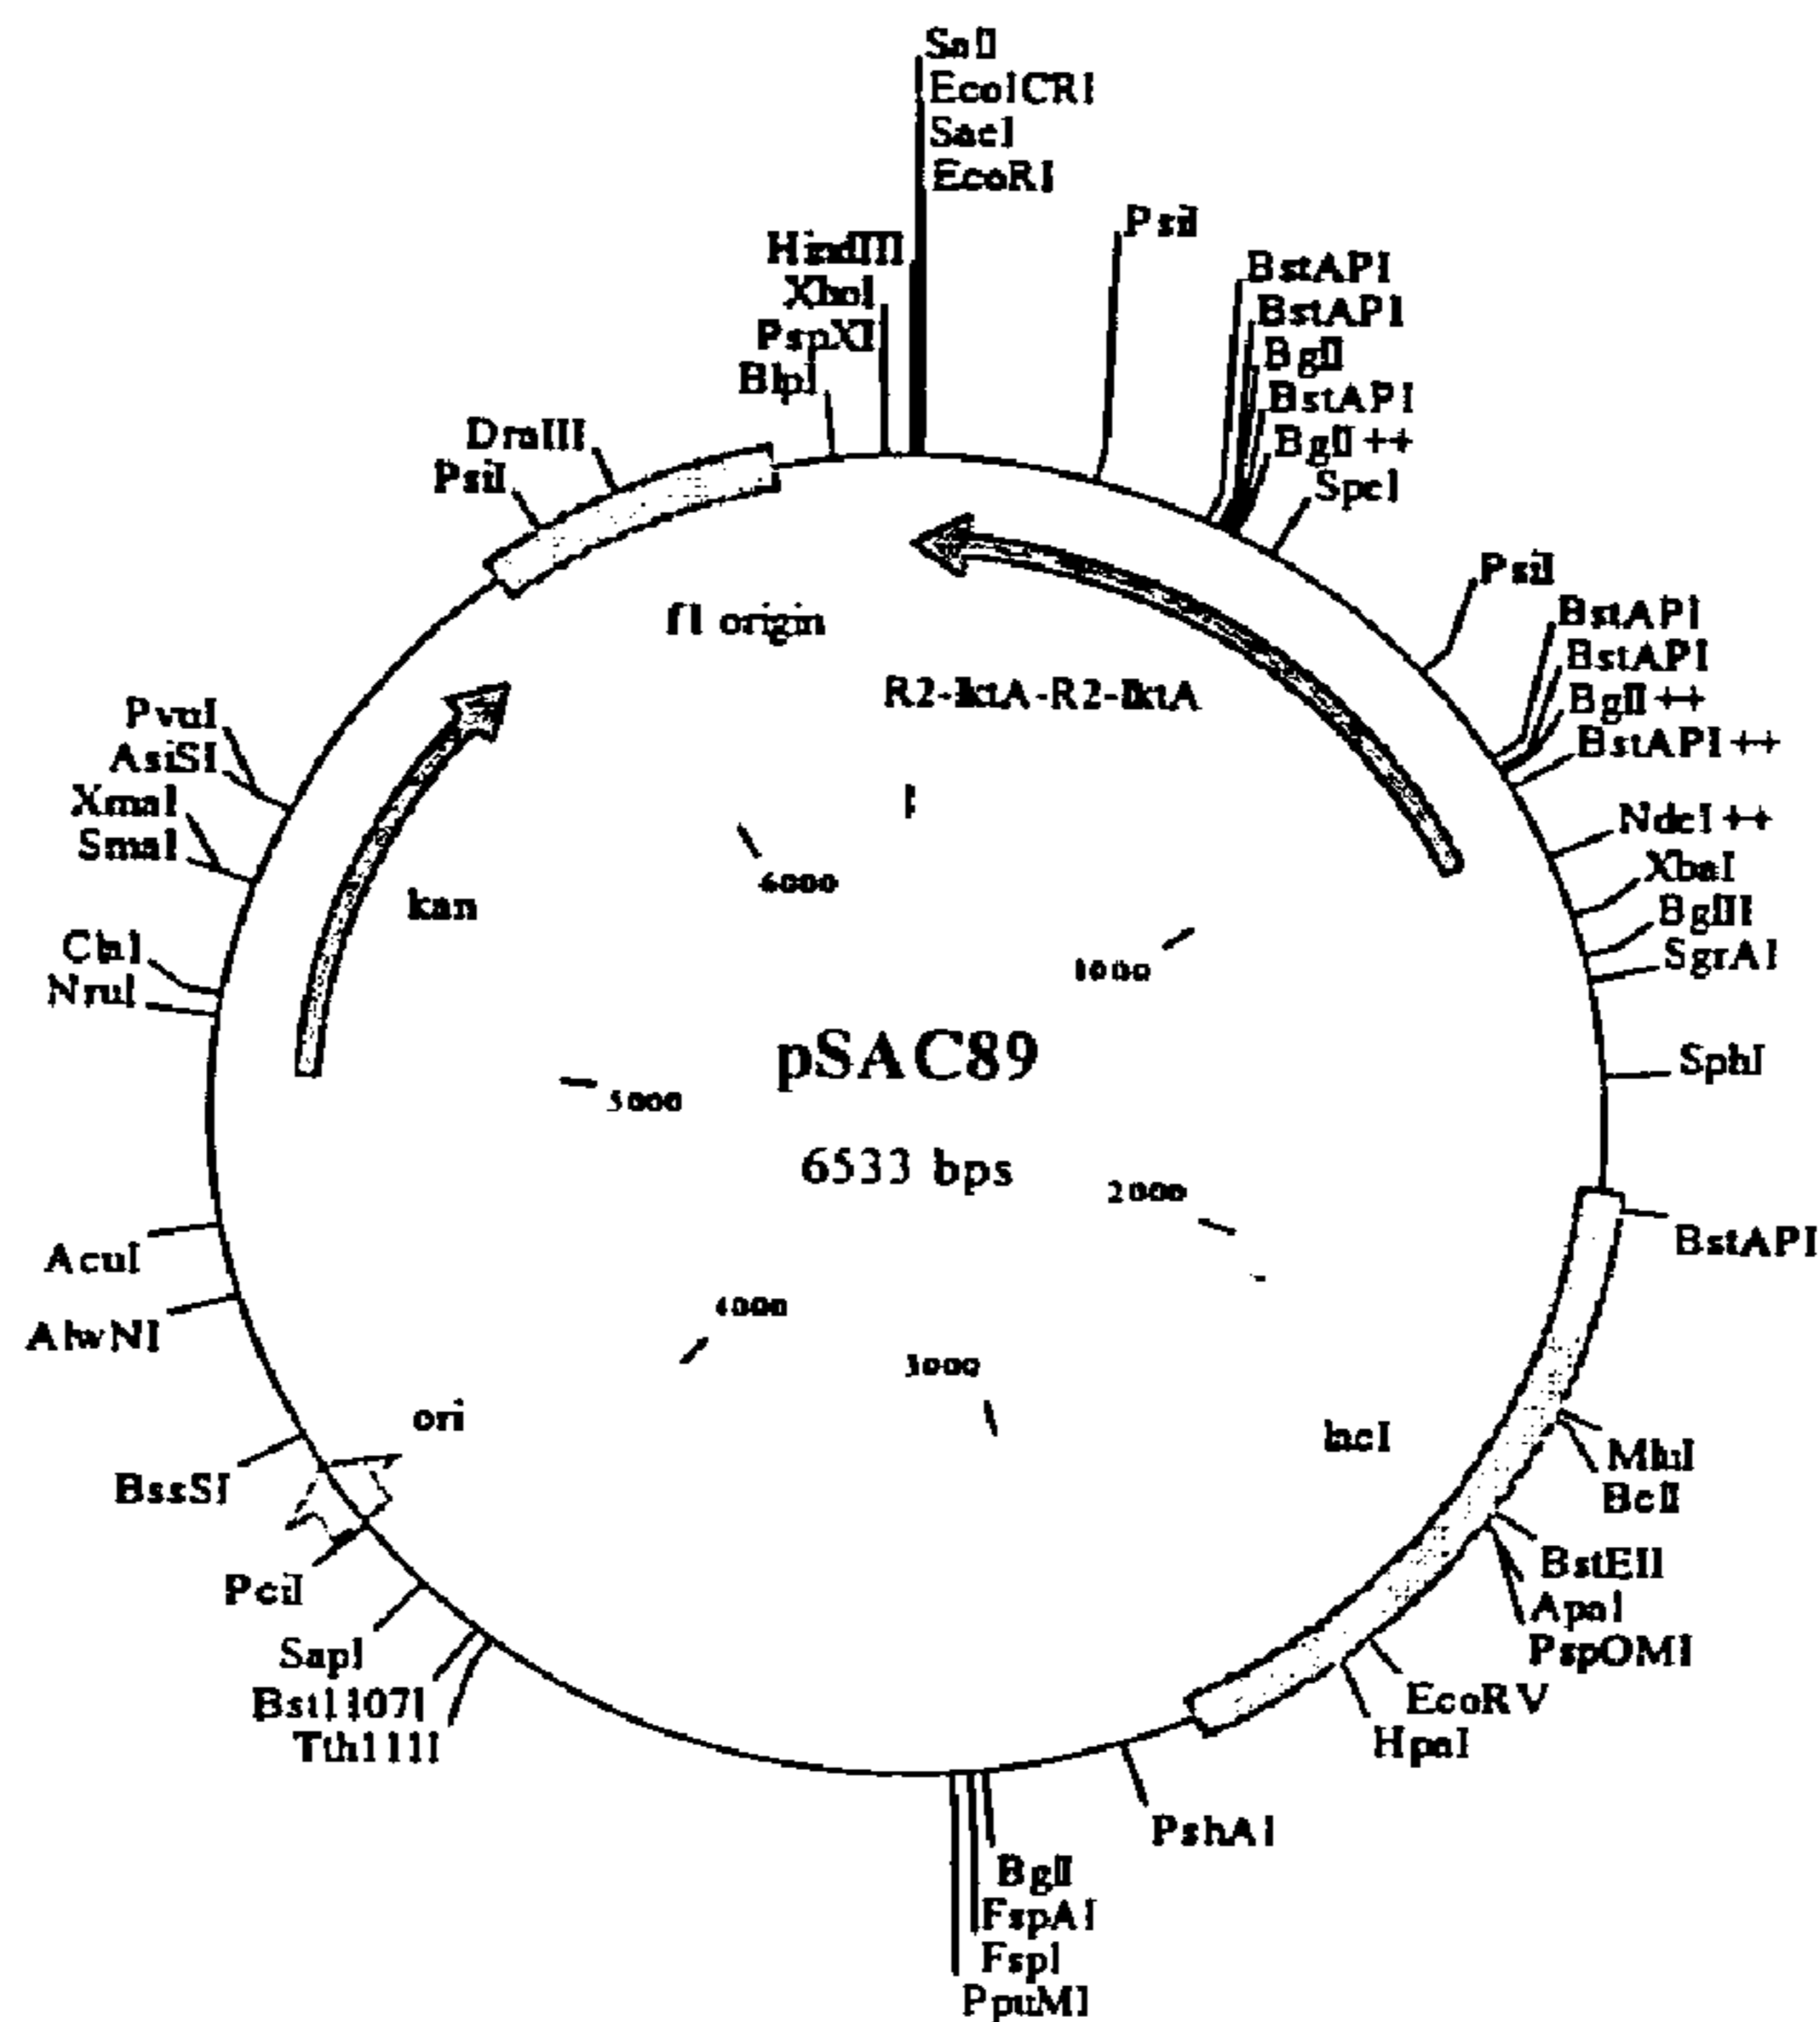 SalI
EcoICRI
SacI
EcoRI
PsiI
HindIII
XhoI
PspXI
BlpI
BstAPI
BstAPI
BglI
BstAPI
BglI ++
SpeI
DraIII
PsiI
PsiI
BstAPI
BstAPI
BglI ++
BstAPI ++
NdeI ++
XbaI
BglII
SgrAI
SphI
BstAPI
MluI
BclI
BstEII
ApaI
PspOMI
EcoRV
HpaI
PshAI
BglI
FspAI
FspI
PpuMI
Tth111I
Bst1107I
SapI
PciI
BssSI
AlwNI
AcuI
NruI
ClaI
SmaI
XmaI
AsiSI
PvuI
f1 origin
R2-lktA-R2-lktA
kan
6000
1000
pSAC89
5000
6533 bps
2000
4000
3000
ori
lacI